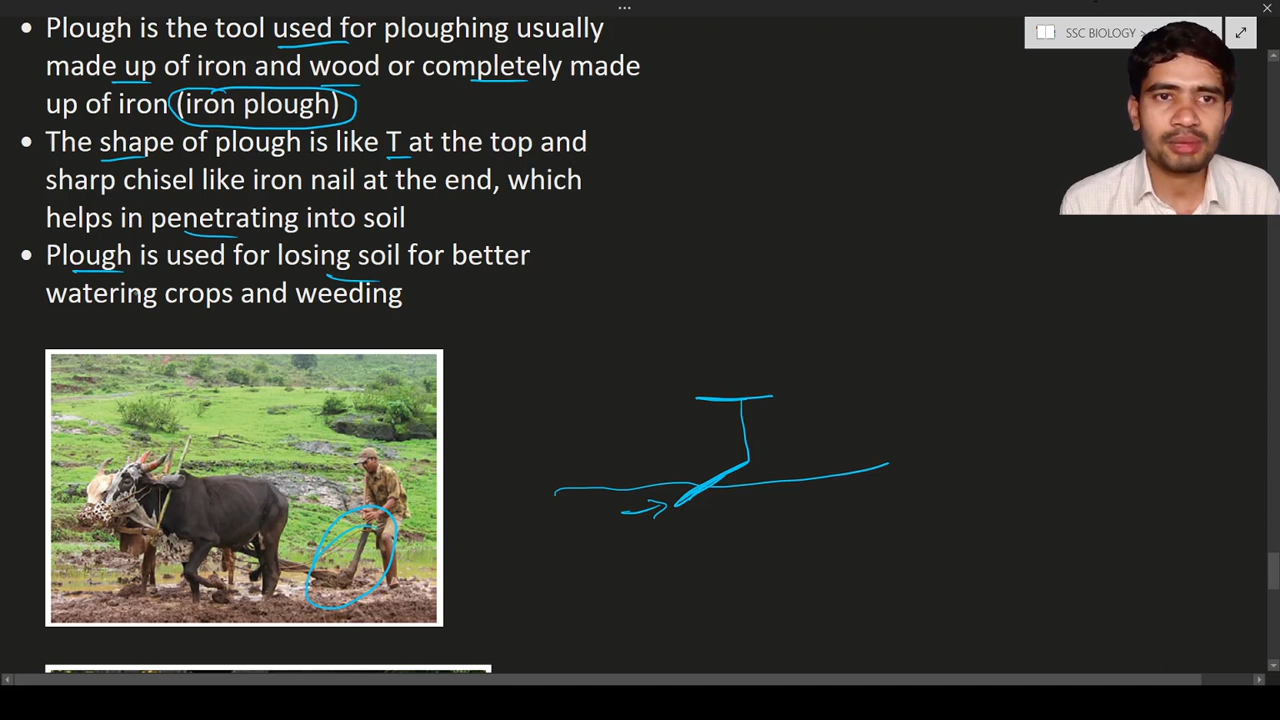 Plough is the tool used for ploughing usually
made up of iron and wood or completely made
up of iron (iron plough)
The shape of plough is like T at the top and
sharp chisel like iron nail at the end, which
helps in penetrating into soil
Plough is used for losing soil for better
watering crops and weeding
SSC BIOLOGY >